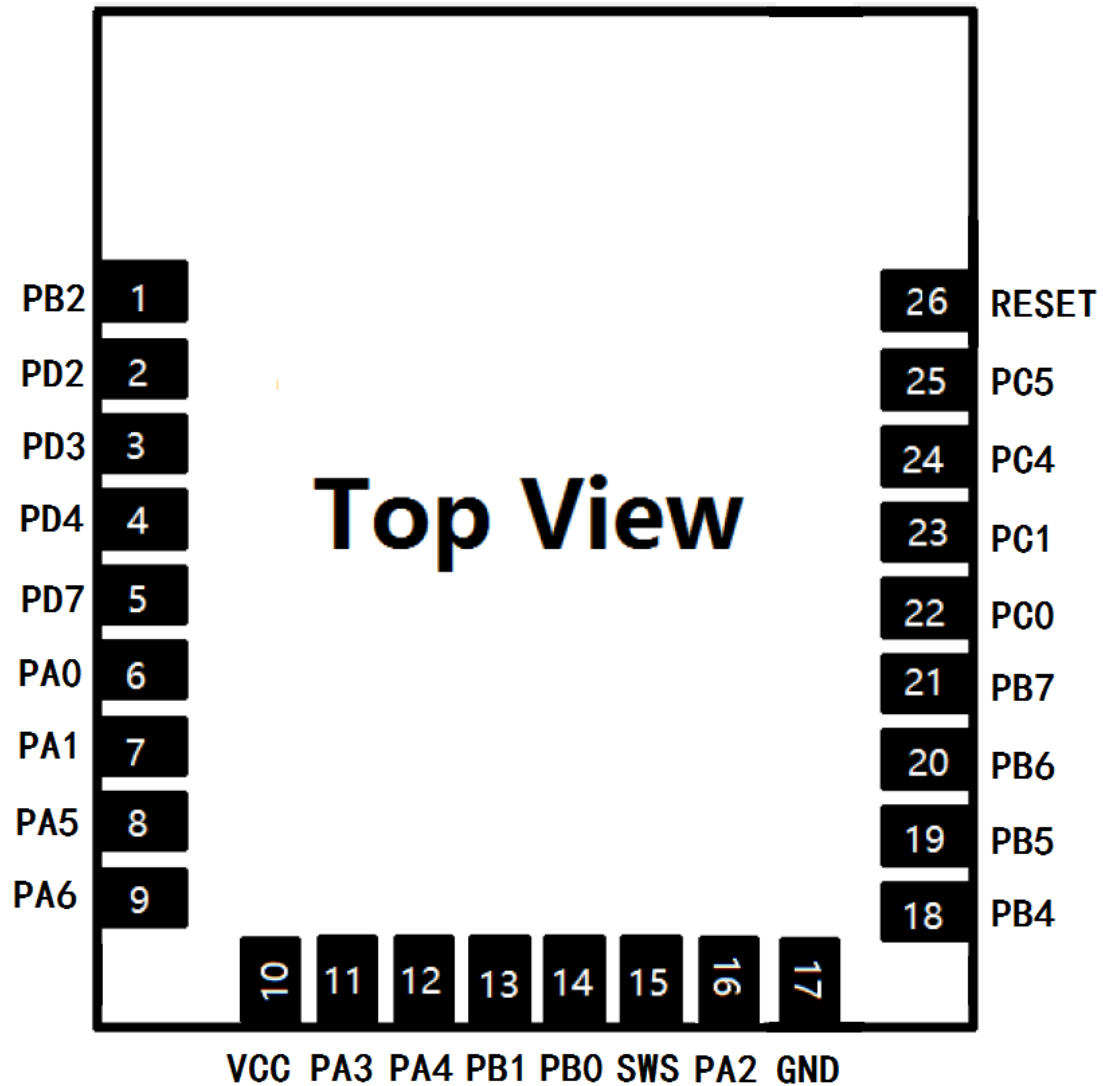 PB2 1
PD2 2
PD3 3
PD4 4
PD7 5
PA0 6
PA1 7
PA5 8
PA6 9
Top View
26 RESET
25 PC5
24 PC4
23 PC1
22 PC0
21 PB7
20 PB6
19 PB5
18 PB4
10 11 12 13 14 15 16 17
VCC PA3 PA4 PB1 PB0 SWS PA2 GND